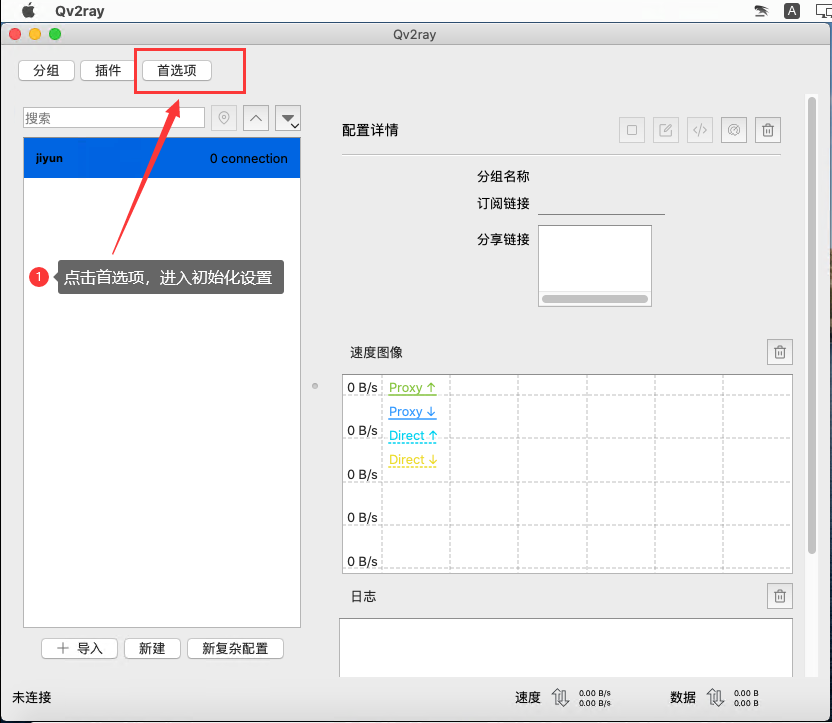 Qv2ray
A
Qv2ray
分组 插件 首选项
搜索
jiyun 0 connection
1 点击首选项，进入初始化设置
导入 新建 新复杂配置
配置详情
分组名称
订阅链接
分享链接
速度图像
0 B/s Proxy ↑
Proxy ↓
0 B/s Direct ↑
Direct ↓
0 B/s
0 B/s
0 B/s
日志
未连接 速度 0.00 B/s 数据 0.00 B
0.00 B/s 0.00 B